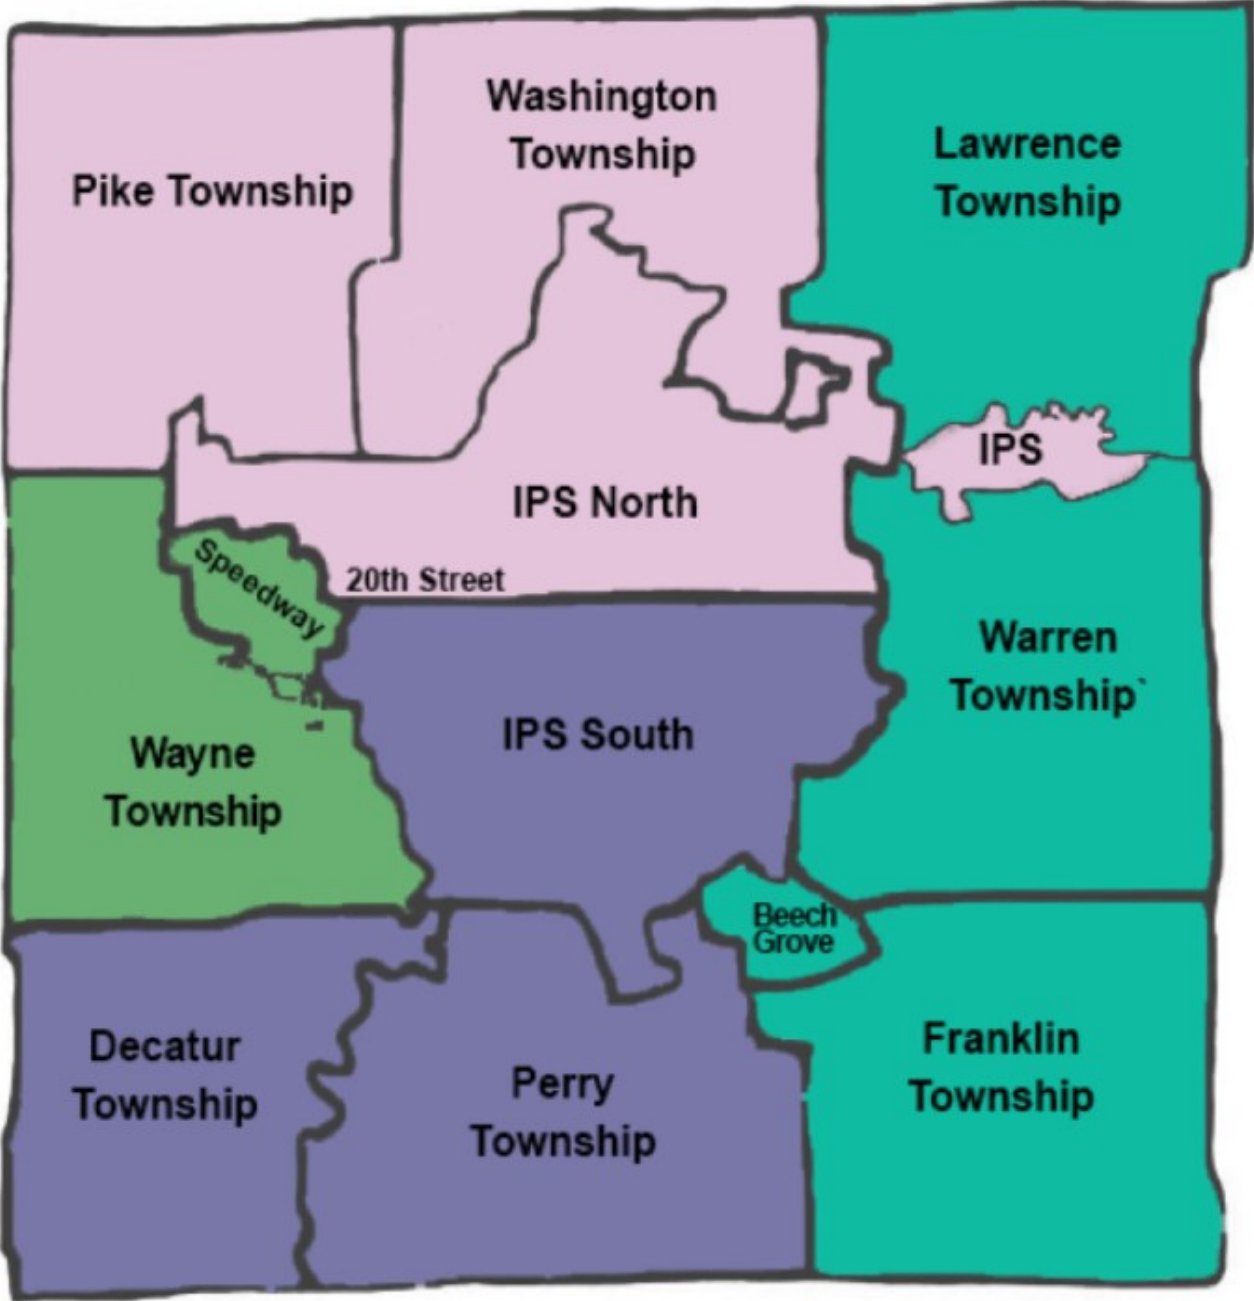 Washington
Township
Lawrence
Township
Pike Township
IPS
IPS North
Speedway
20th Street
Warren
Township`
IPS South
Wayne
Township
Beech
Grove
Decatur
Township
Perry
Township
Franklin
Township